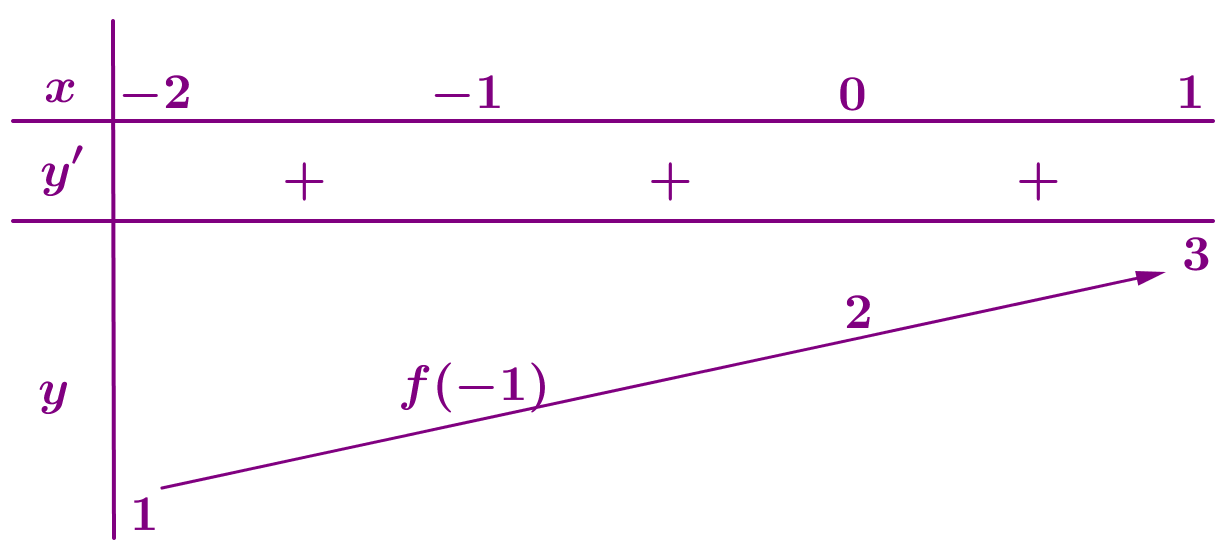 x −2 −1 0 1
y′ + + +
3
2
f(−1)
y
1